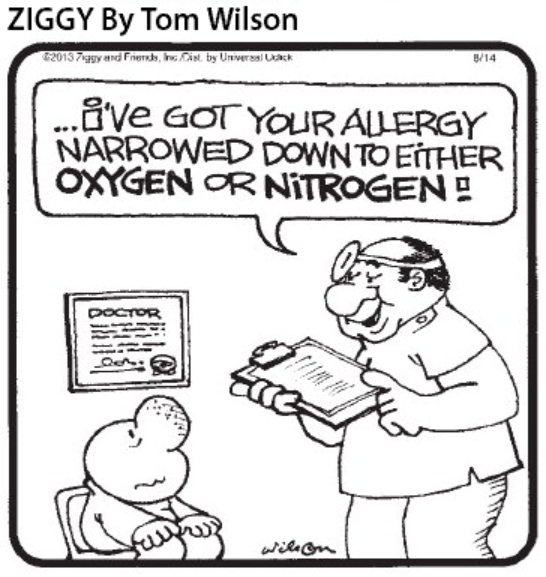 ZIGGY By Tom Wilson
©2013 Ziggy and Friends, Inc./Dist. by Universal Uclick
8/14
...i'Ve GOT YOUR ALLERGY
NARROWED DOWN TO EiTHER
OXYGEN OR NiTROGEN!!
DOCTOR
Wilson